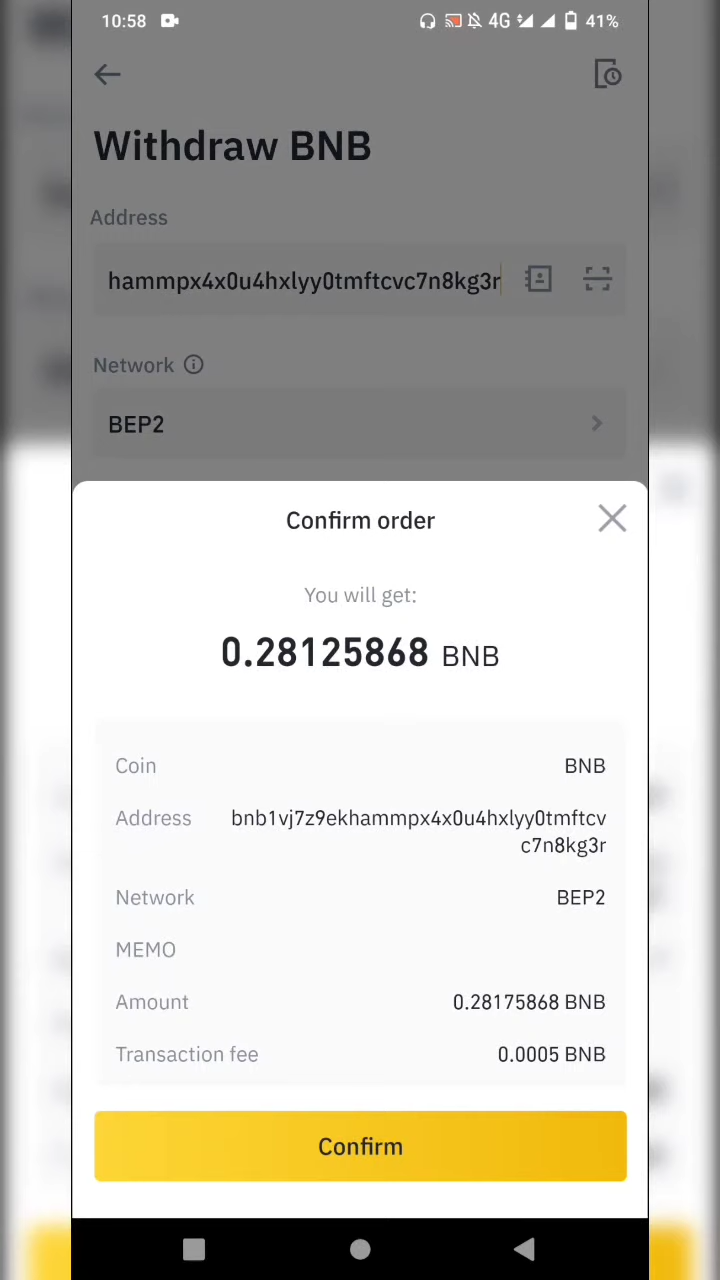 10:58 4G 41%
Withdraw BNB
Address
hammpx4x0u4hxlyy0tmftcvc7n8kg3r
Network
BEP2
Confirm order
You will get:
0.28125868 BNB
Coin BNB
Address bnb1vj7z9ekhammpx4x0u4hxlyy0tmftcv
c7n8kg3r
Network BEP2
MEMO
Amount 0.28175868 BNB
Transaction fee 0.0005 BNB
Confirm